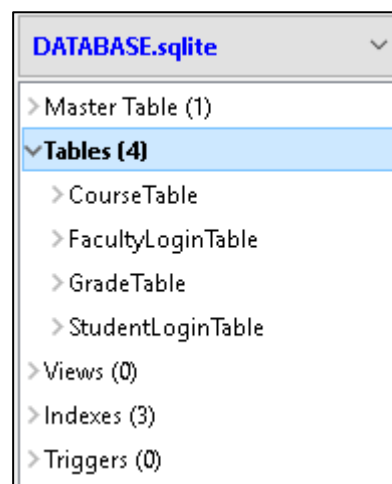 DATABASE.sqlite
Master Table (1)
Tables (4)
CourseTable
FacultyLoginTable
GradeTable
StudentLoginTable
Views (0)
Indexes (3)
Triggers (0)